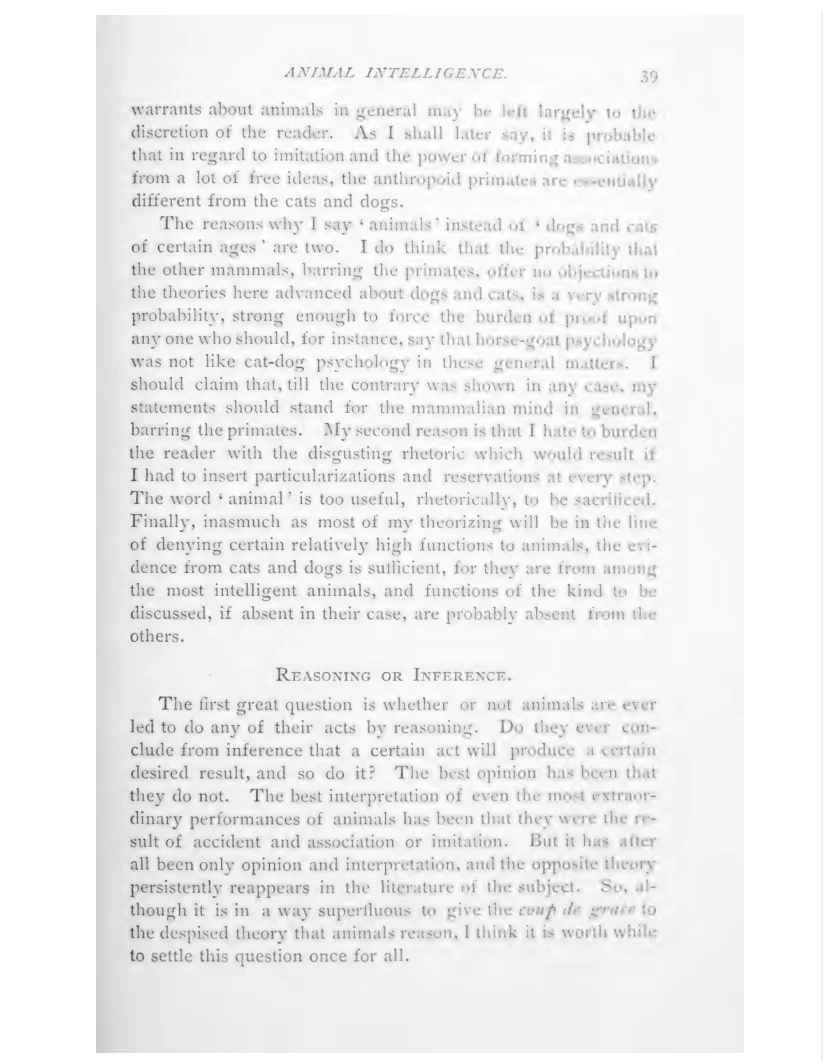 ANIMAL INTELLIGENCE. 39
warrants about animals in general may be left largely to the
discretion of the reader. As I shall later say, it is probable
that in regard to imitation and the power of forming associations
from a lot of free ideas, the anthropoid primates are essentially
different from the cats and dogs.
The reasons why I say ‘ animals ’ instead of ‘ dogs and cats
of certain ages ’ are two. I do think that the probability that
the other mammals, barring the primates, offer no objections to
the theories here advanced about dogs and cats, is a very strong
probability, strong enough to force the burden of proof upon
any one who should, for instance, say that horse-goat psychology
was not like cat-dog psychology in these general matters. I
should claim that, till the contrary was shown in any case, my
statements should stand for the mammalian mind in general,
barring the primates. My second reason is that I hate to burden
the reader with the disgusting rhetoric which would result if
I had to insert particularizations and reservations at every step.
The word ‘ animal ’ is too useful, rhetorically, to be sacrificed.
Finally, inasmuch as most of my theorizing will be in the line
of denying certain relatively high functions to animals, the evi-
dence from cats and dogs is sufficient, for they are from among
the most intelligent animals, and functions of the kind to be
discussed, if absent in their case, are probably absent from the
others.
REASONING OR INFERENCE.
The first great question is whether or not animals are ever
led to do any of their acts by reasoning. Do they ever con-
clude from inference that a certain act will produce a certain
desired result, and so do it? The best opinion has been that
they do not. The best interpretation of even the most extraor-
dinary performances of animals has been that they were the re-
sult of accident and association or imitation. But it has after
all been only opinion and interpretation, and the opposite theory
persistently reappears in the literature of the subject. So, al-
though it is in a way superfluous to give the coup de grace to
the despised theory that animals reason, I think it is worth while
to settle this question once for all.